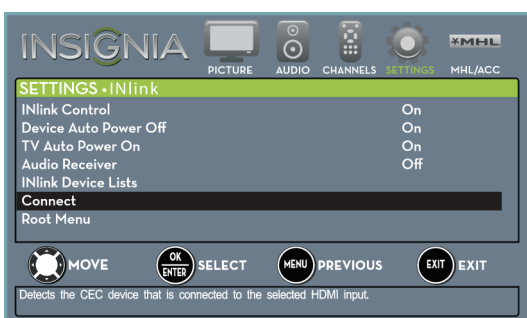 INSIGNIA
PICTURE AUDIO CHANNELS SETTINGS MHL/ACC
MHL
SETTINGS • INlink
INlink Control On
Device Auto Power Off On
TV Auto Power On On
Audio Receiver Off
INlink Device Lists
Connect
Root Menu
MOVE OK ENTER SELECT MENU PREVIOUS EXIT EXIT
Detects the CEC device that is connected to the selected HDMI input.